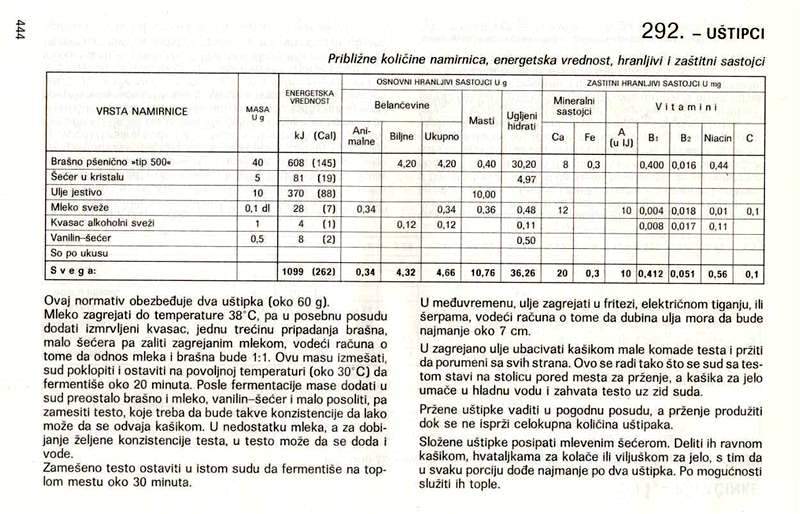 444
292. – UŠTIPCI
Približne količine namirnica, energetska vrednost, hranljivi i zaštitni sastojci
VRSTA NAMIRNICE MASA U g ENERGETSKA VREDNOST kJ (Cal) OSNOVNI HRANLJIVI SASTOJCI U g Belančevine Animalne Biljne Ukupno Masti Ugljeni hidrati ZAŠTITNI HRANLJIVI SASTOJCI U mg Mineralni sastojci Ca Fe Vitamini A (u IJ) B1 B2 Niacin C
Brašno pšenično »tip 500« 40 608 (145) 4,20 4,20 0,40 30,20 8 0,3 0,400 0,016 0,44
Šećer u kristalu 5 81 (19) 4,97
Ulje jestivo 10 370 (88) 10,00
Mleko sveže 0,1 dl 28 (7) 0,34 0,34 0,36 0,48 12 10 0,004 0,018 0,01 0,1
Kvasac alkoholni sveži 1 4 (1) 0,12 0,12 0,11 0,008 0,017 0,11
Vanilin–šećer 0,5 8 (2) 0,50
So po ukusu
Svega: 1099 (262) 0,34 4,32 4,66 10,76 36,26 20 0,3 10 0,412 0,051 0,56 0,1
Ovaj normativ obezbeđuje dva uštipka (oko 60 g).
Mleko zagrejati do temperature 38°C, pa u posebnu posudu
dodati izmrvljeni kvasac, jednu trećinu pripadanja brašna,
malo šećera pa zaliti zagrejanim mlekom, vodeći računa o
tome da odnos mleka i brašna bude 1:1. Ovu masu izmešati,
sud poklopiti i ostaviti na povoljnoj temperaturi (oko 30°C) da
fermentiše oko 20 minuta. Posle fermentacije mase dodati u
sud preostalo brašno i mleko, vanilin–šećer i malo posoliti, pa
zamesiti testo, koje treba da bude takve konzistencije da lako
može da se odvaja kašikom. U nedostatku mleka, a za dobi-
janje željene konzistencije testa, u testo može da se doda i
vode.
Zamešeno testo ostaviti u istom sudu da fermentiše na top-
lom mestu oko 30 minuta.
U međuvremenu, ulje zagrejati u fritezi, električnom tiganju, ili
šerpama, vodeći računa o tome da dubina ulja mora da bude
najmanje oko 7 cm.
U zagrejano ulje ubacivati kašikom male komade testa i pržiti
da porumeni sa svih strana. Ovo se radi tako što se sud sa tes-
tom stavi na stolicu pored mesta za prženje, a kašika za jelo
umače u hladnu vodu i zahvata testo uz zid suda.
Pržene uštipke vaditi u pogodnu posudu, a prženje produžiti
dok se ne isprži celokupna količina uštipaka.
Složene uštipke posipati mlevenim šećerom. Deliti ih ravnom
kašikom, hvataljkama za kolače ili viljuškom za jelo, s tim da
u svaku porciju dođe najmanje po dva uštipka. Po mogućnosti
služiti ih tople.